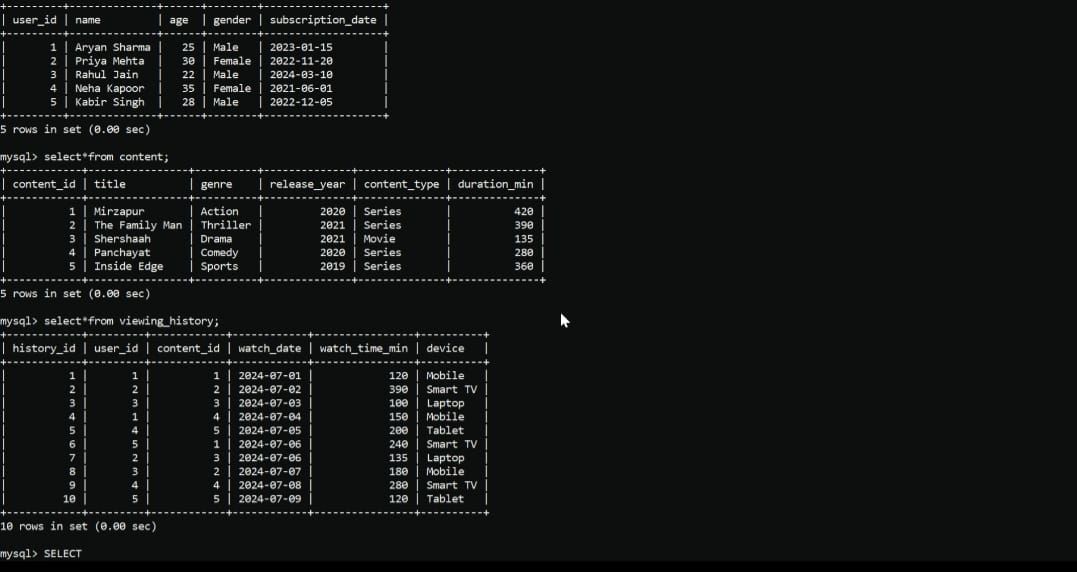 +---------+--------------+------+--------+-------------------+
| user_id | name         | age  | gender | subscription_date |
+---------+--------------+------+--------+-------------------+
|       1 | Aryan Sharma |   25 | Male   | 2023-01-15        |
|       2 | Priya Mehta  |   30 | Female | 2022-11-20        |
|       3 | Rahul Jain   |   22 | Male   | 2024-03-10        |
|       4 | Neha Kapoor  |   35 | Female | 2021-06-01        |
|       5 | Kabir Singh  |   28 | Male   | 2022-12-05        |
+---------+--------------+------+--------+-------------------+
5 rows in set (0.00 sec)
mysql> select*from content;
+------------+----------------+----------+--------------+--------------+--------------+
| content_id | title          | genre    | release_year | content_type | duration_min |
+------------+----------------+----------+--------------+--------------+--------------+
|          1 | Mirzapur       | Action   |         2020 | Series       |          420 |
|          2 | The Family Man | Thriller |         2021 | Series       |          390 |
|          3 | Shershaah      | Drama    |         2021 | Movie        |          135 |
|          4 | Panchayat      | Comedy   |         2020 | Series       |          280 |
|          5 | Inside Edge    | Sports   |         2019 | Series       |          360 |
+------------+----------------+----------+--------------+--------------+--------------+
5 rows in set (0.00 sec)
mysql> select*from viewing_history;
+------------+---------+------------+------------+----------------+----------+
| history_id | user_id | content_id | watch_date | watch_time_min | device   |
+------------+---------+------------+------------+----------------+----------+
|          1 |       1 |          1 | 2024-07-01 |            120 | Mobile   |
|          2 |       2 |          2 | 2024-07-02 |            390 | Smart TV |
|          3 |       3 |          3 | 2024-07-03 |            100 | Laptop   |
|          4 |       1 |          4 | 2024-07-04 |            150 | Mobile   |
|          5 |       4 |          5 | 2024-07-05 |            200 | Tablet   |
|          6 |       5 |          1 | 2024-07-06 |            240 | Smart TV |
|          7 |       2 |          3 | 2024-07-06 |            135 | Laptop   |
|          8 |       3 |          2 | 2024-07-07 |            180 | Mobile   |
|          9 |       4 |          4 | 2024-07-08 |            280 | Smart TV |
|         10 |       5 |          5 | 2024-07-09 |            120 | Tablet   |
+------------+---------+------------+------------+----------------+----------+
10 rows in set (0.00 sec)
mysql> SELECT